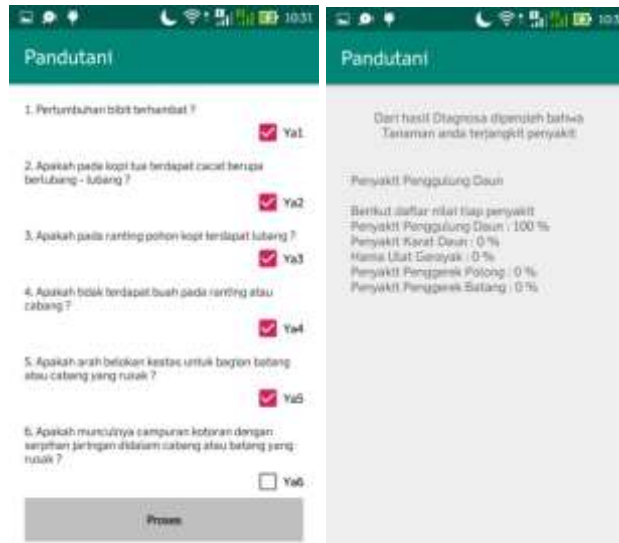 10:31
Pandutani
1. Pertumbuhan bibit terhambat ?
Ya1
2. Apakah pada kopi tua terdapat cacat berupa
berlubang - lubang ?
Ya2
3. Apakah pada ranting pohon kopi terdapat lubang ?
Ya3
4. Apakah tidak terdapat buah pada ranting atau
cabang ?
Ya4
5. Apakah arah belokan keatas untuk bagian batang
atau cabang yang rusak ?
Ya5
6. Apakah munculnya campuran kotoran dengan
serpihan jaringan didalam cabang atau batang yang
rusak ?
Ya6
Proses
103
Pandutani
Dari hasil Diagnosa diperoleh bahwa
Tanaman anda terjangkit penyakit
Penyakit Penggulung Daun
Berikut daftar nilai tiap penyakit
Penyakit Penggulung Daun : 100 %
Penyakit Karat Daun : 0 %
Hama Ulat Gerayak : 0 %
Penyakit Penggerek Polong : 0 %
Penyakit Penggerek Batang : 0 %